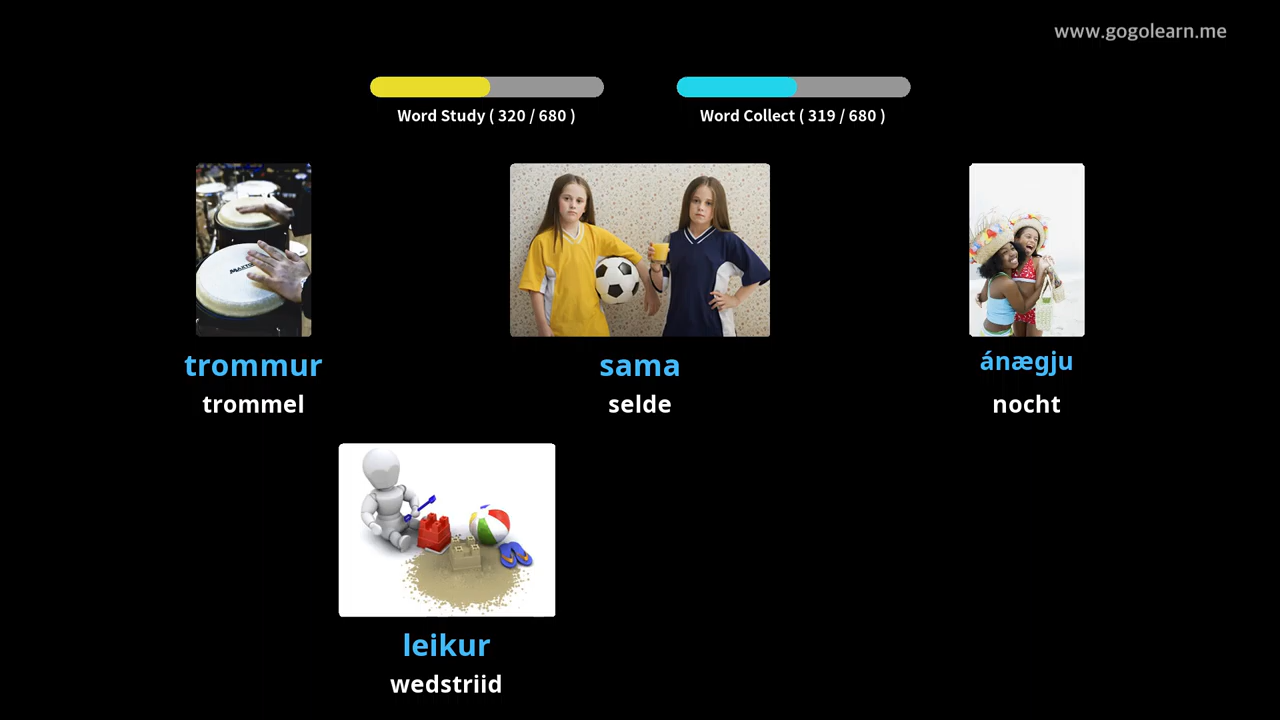 www.gogolearn.me
Word Study ( 320 / 680 )
Word Collect ( 319 / 680 )
trommur
trommel
sama
selde
ánægju
nocht
leikur
wedstriid